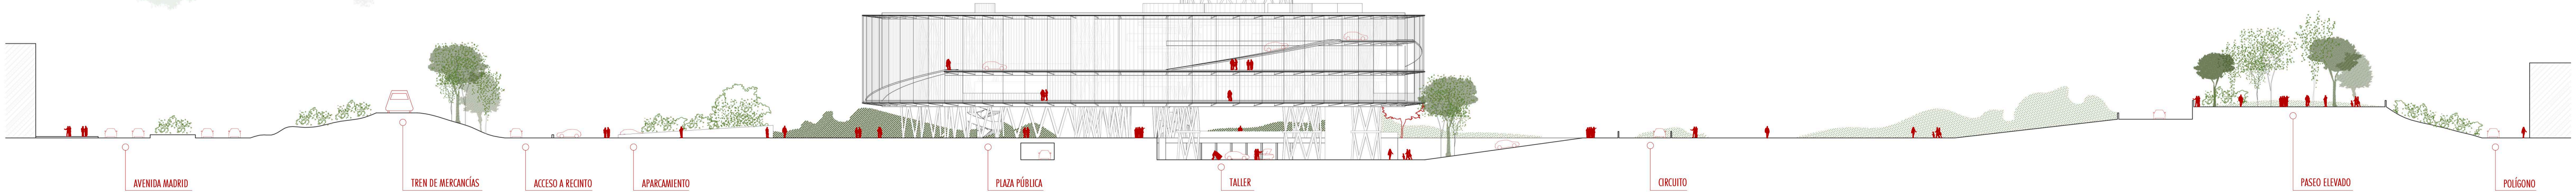 AVENIDA MADRID
TREN DE MERCANCÍAS
ACCESO A RECINTO
APARCAMIENTO
PLAZA PÚBLICA
TALLER
CIRCUITO
PASEO ELEVADO
POLÍGONO